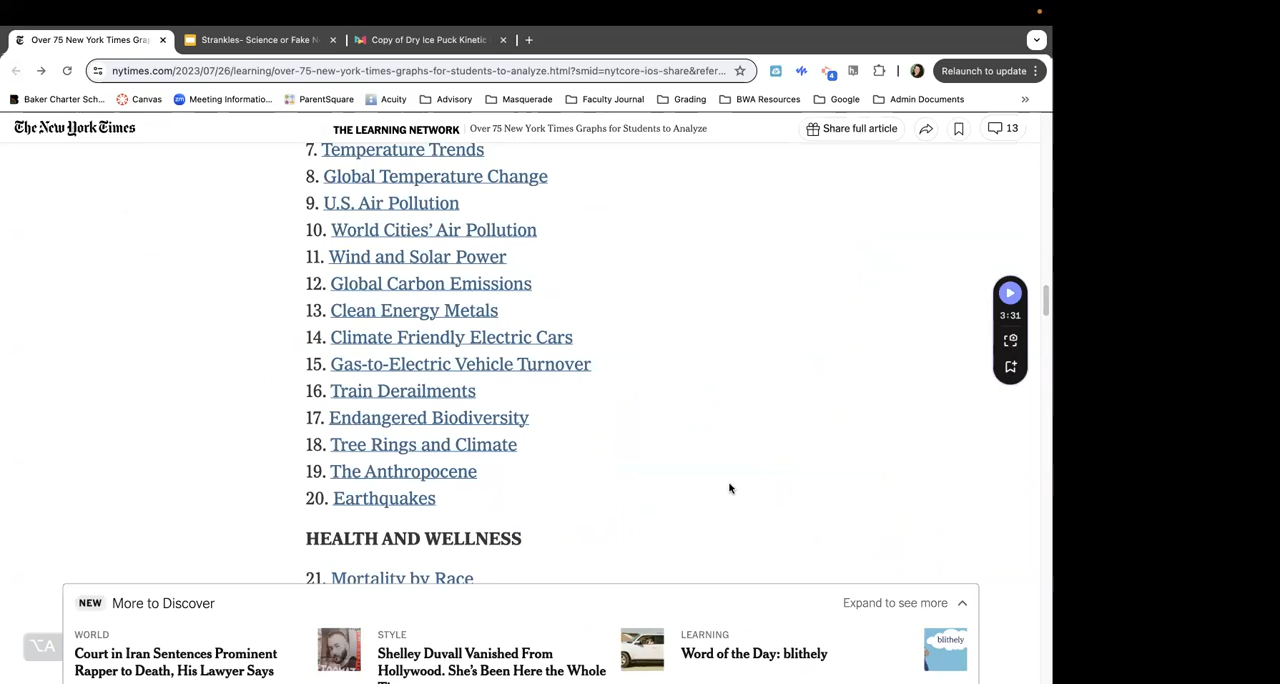 Over 75 New York Times Gra
Strankles- Science or Fake N
Copy of Dry Ice Puck Kinetic
nytimes.com/2023/07/26/learning/over-75-new-york-times-graphs-for-students-to-analyze.html?smid=nytcore-ios-share&refer...
4
Relaunch to update
Baker Charter Sch...
Canvas
zm
Meeting Informatio...
ParentSquare
Acuity
Advisory
Masquerade
Faculty Journal
Grading
BWA Resources
Google
Admin Documents
The New York Times
THE LEARNING NETWORK
Over 75 New York Times Graphs for Students to Analyze
Share full article
13
7. Temperature Trends
8. Global Temperature Change
9. U.S. Air Pollution
10. World Cities’ Air Pollution
11. Wind and Solar Power
12. Global Carbon Emissions
13. Clean Energy Metals
14. Climate Friendly Electric Cars
15. Gas-to-Electric Vehicle Turnover
16. Train Derailments
17. Endangered Biodiversity
18. Tree Rings and Climate
19. The Anthropocene
20. Earthquakes
3:31
HEALTH AND WELLNESS
21. Mortality by Race
NEW More to Discover
Expand to see more
⌥A
WORLD
Court in Iran Sentences Prominent
Rapper to Death, His Lawyer Says
STYLE
Shelley Duvall Vanished From
Hollywood. She’s Been Here the Whole
LEARNING
Word of the Day: blithely
blithely